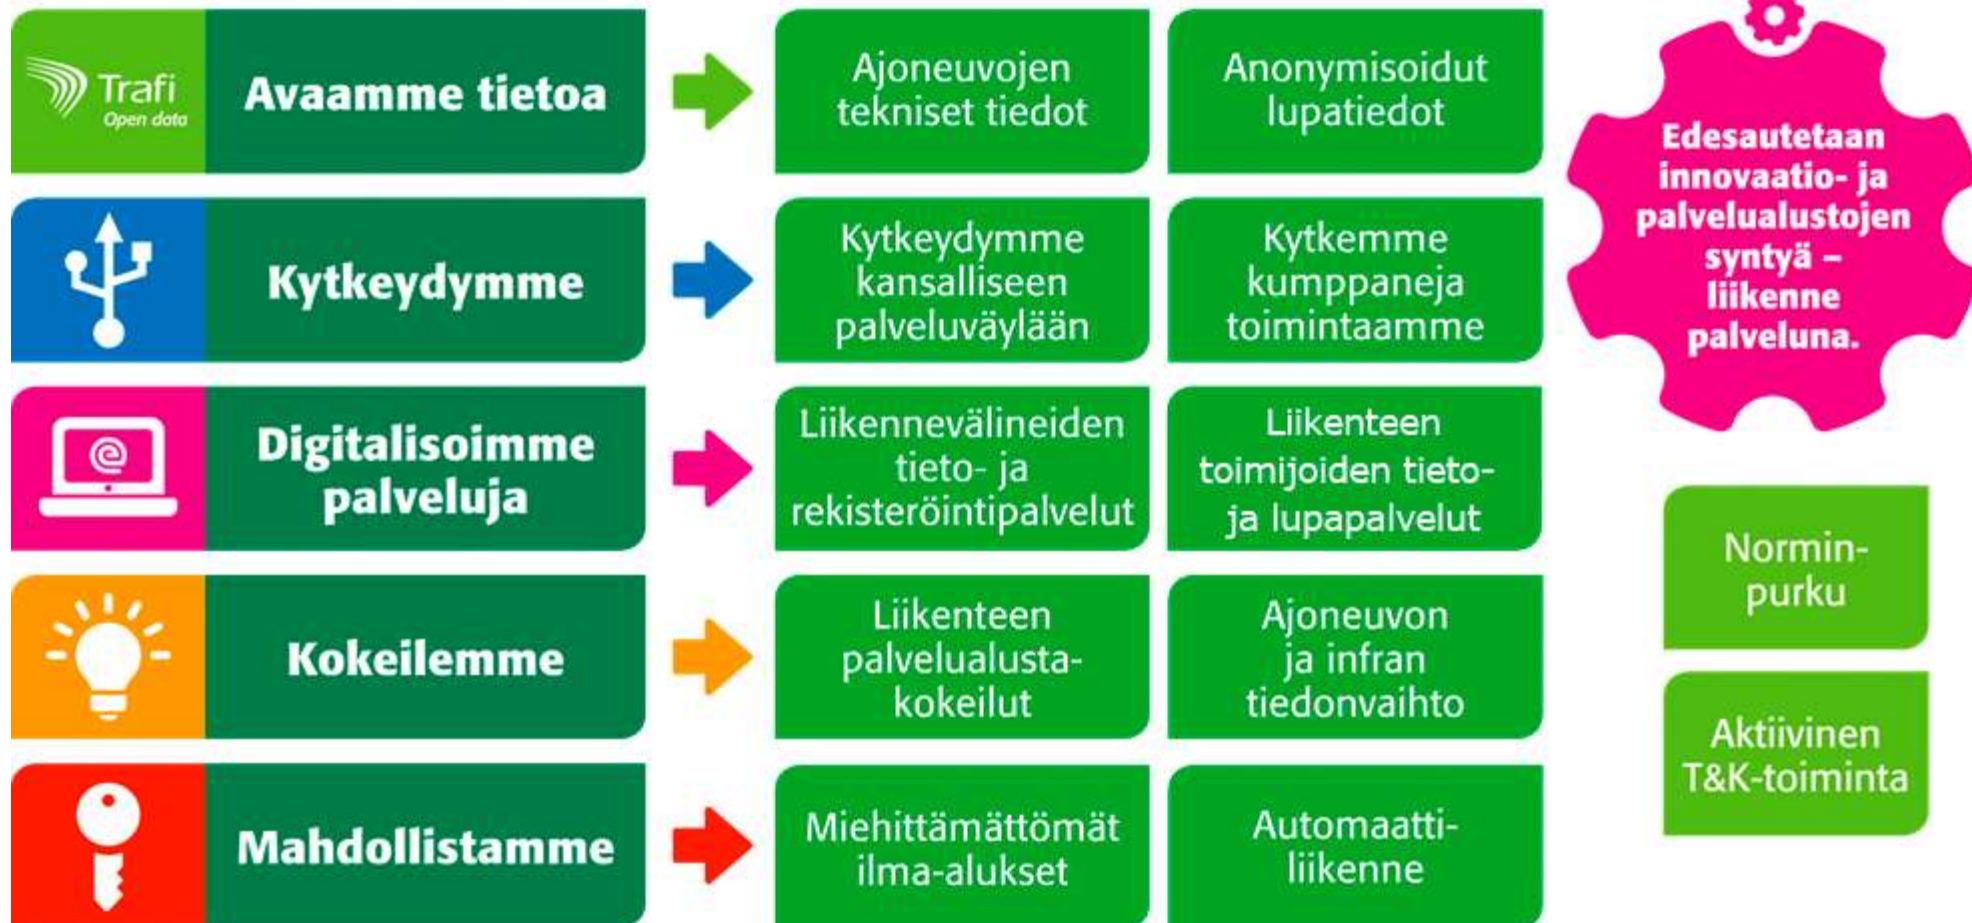 Trafi
Open data
Avaamme tietoa
Ajoneuvojen
tekniset tiedot
Anonymisoidut
lupatiedot
Kytkeydymme
Kytkeydymme
kansalliseen
palveluväylään
Kytkemme
kumppaneja
toimintaamme
Digitalisoimme
palveluja
Liikennevälineiden
tieto- ja
rekisteröintipalvelut
Liikenteen
toimijoiden tieto-
ja lupapalvelut
Kokeilemme
Liikenteen
palvelualusta-
kokeilut
Ajoneuvon
ja infran
tiedonvaihto
Mahdollistamme
Miehittämättömät
ilma-alukset
Automaatti-
liikenne
Edesautetaan
innovaatio- ja
palvelualustojen
syntyä –
liikenne
palveluna.
Normin-
purku
Aktiivinen
T&K-toiminta